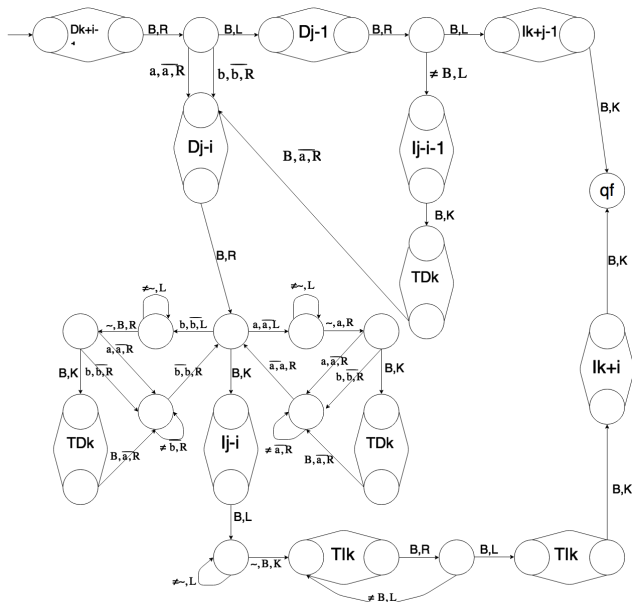 Dk+i-
B,R
B,L
Dj-1
B,R
B,L
Ik+j-1
a,a̅,R
b,b̅,R
≠ B,L
B,K
Dj-i
Ij-i-1
B,a̅,R
qf
B,K
B,R
TDk
B,K
≠~,L
≠~,L
~,B,R
b,b̅,L
a,a̅,L
~,a,R
a,a̅,R
b,b̅,R
b̅,b,R
a̅,a,R
a,a̅,R
b,b̅,R
B,K
B,K
B,K
Ik+i
TDk
Ij-i
TDk
≠ b̅,R
≠ a̅,R
B,a̅,R
B,a̅,R
B,K
B,L
~,B,K
TIk
B,R
B,L
TIk
≠~,L
≠ B,L